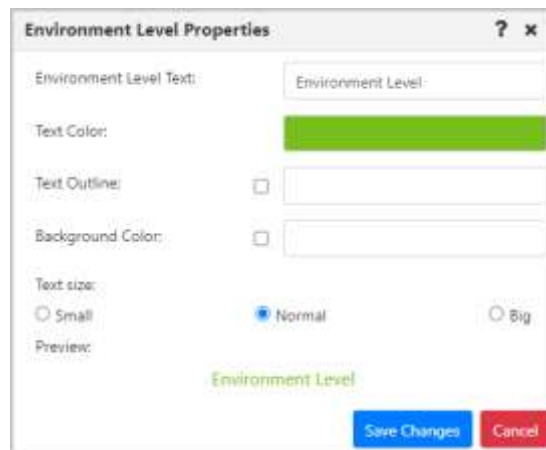 Environment Level Properties ? ×
Environment Level Text: Environment Level
Text Color:
Text Outline:
Background Color:
Text size:
Small Normal Big
Preview:
Environment Level
Save Changes Cancel